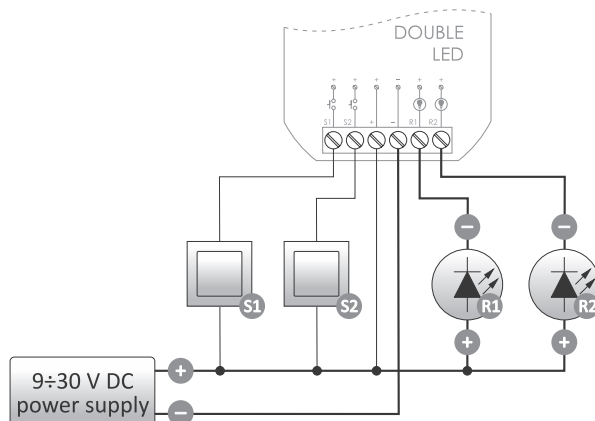 DOUBLE
LED
+ + + − + +
S1 S2 + − R1 R2
− −
S1 S2 R1 R2
+ +
9÷30 V DC
power supply
+
−